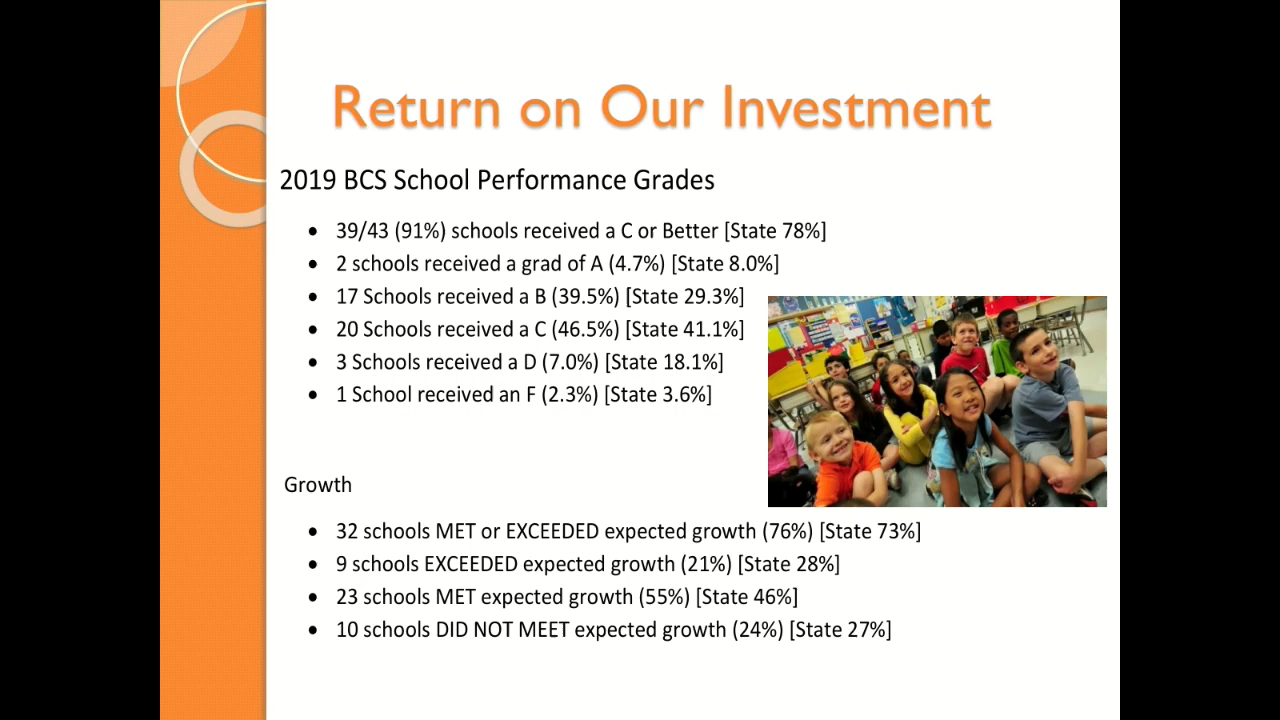 Return on Our Investment
2019 BCS School Performance Grades
• 39/43 (91%) schools received a C or Better [State 78%]
• 2 schools received a grad of A (4.7%) [State 8.0%]
• 17 Schools received a B (39.5%) [State 29.3%]
• 20 Schools received a C (46.5%) [State 41.1%]
• 3 Schools received a D (7.0%) [State 18.1%]
• 1 School received an F (2.3%) [State 3.6%]
Growth
• 32 schools MET or EXCEEDED expected growth (76%) [State 73%]
• 9 schools EXCEEDED expected growth (21%) [State 28%]
• 23 schools MET expected growth (55%) [State 46%]
• 10 schools DID NOT MEET expected growth (24%) [State 27%]